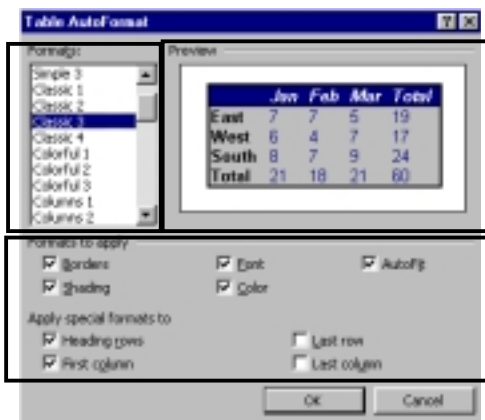 Table AutoFormat
Formats:
Simple 3
Classic 1
Classic 2
Classic 3
Classic 4
Colorful 1
Colorful 2
Colorful 3
Columns 1
Columns 2
Preview
Jan Feb Mar Total
East 7 7 5 19
West 6 4 7 17
South 8 7 9 24
Total 21 18 21 60
Formats to apply
Borders Font AutoFit
Shading Color
Apply special formats to
Heading rows Last row
First column Last column
OK Cancel